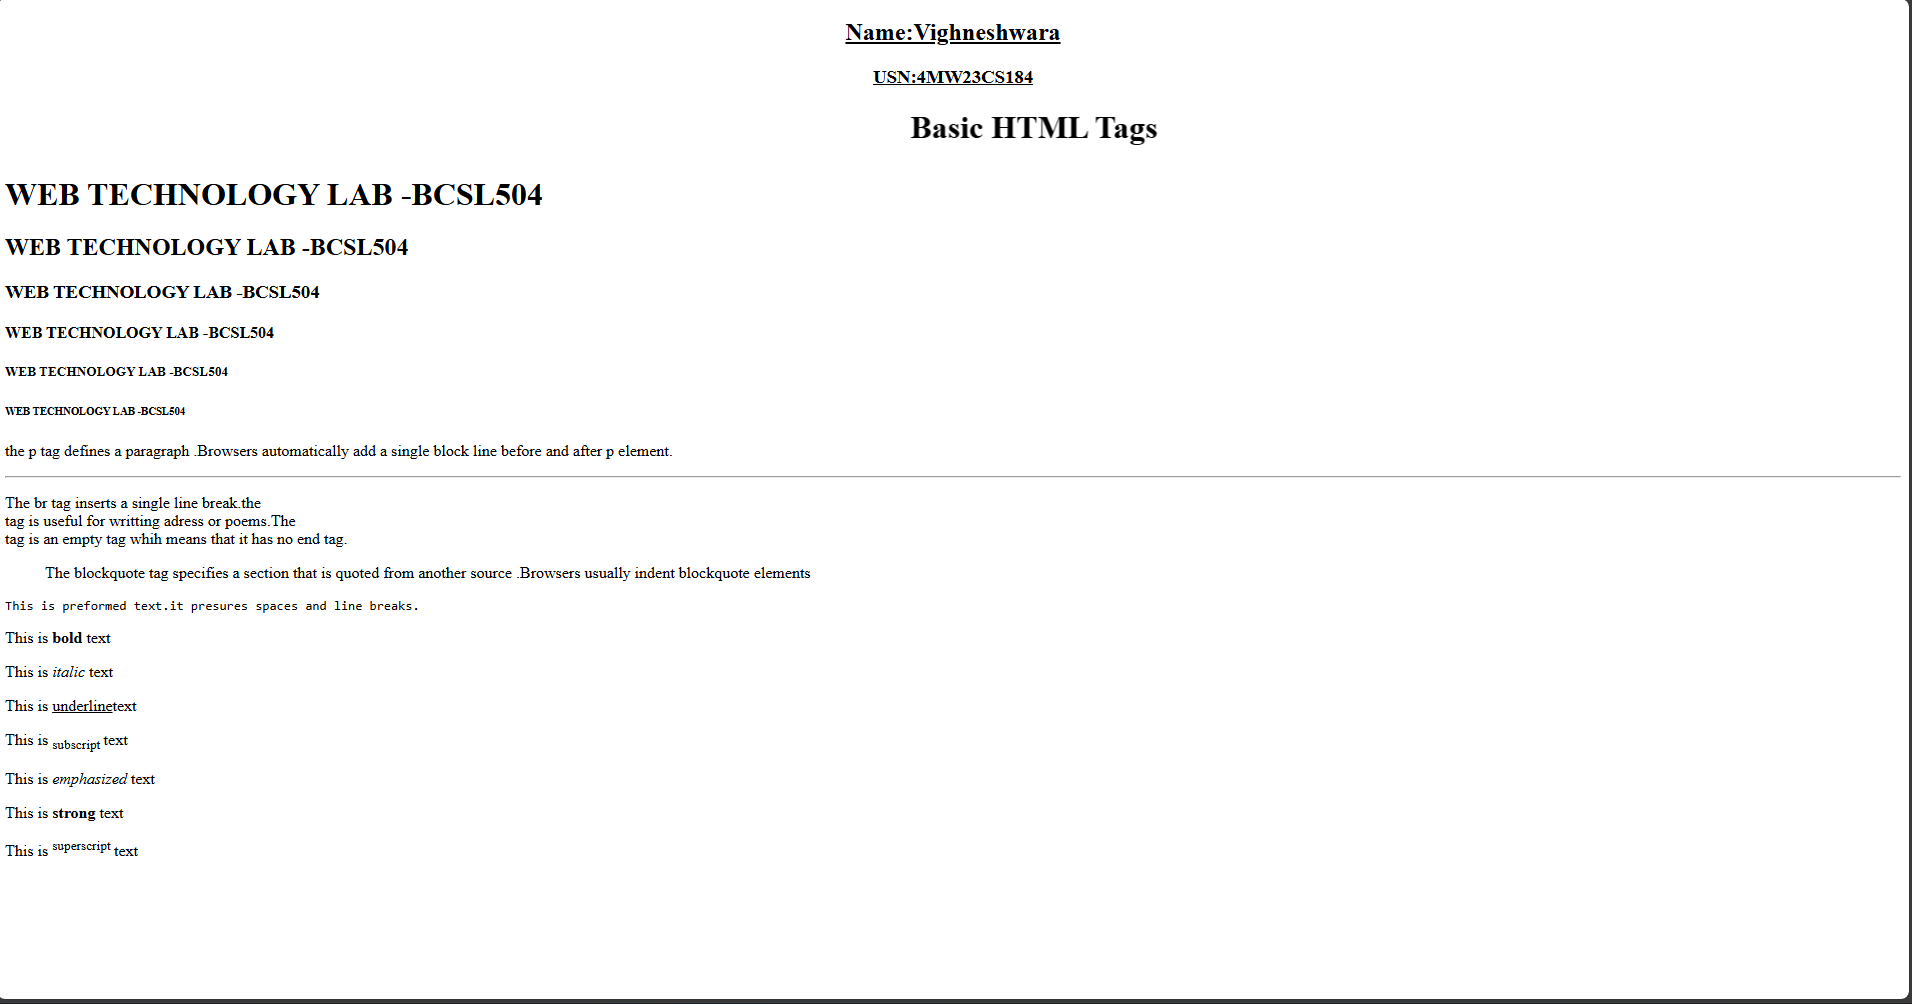 Name:Vighneshwara
USN:4MW23CS184
Basic HTML Tags
WEB TECHNOLOGY LAB -BCSL504
WEB TECHNOLOGY LAB -BCSL504
WEB TECHNOLOGY LAB -BCSL504
WEB TECHNOLOGY LAB -BCSL504
WEB TECHNOLOGY LAB -BCSL504
WEB TECHNOLOGY LAB -BCSL504
the p tag defines a paragraph .Browsers automatically add a single block line before and after p element.
The br tag inserts a single line break.the
tag is useful for writting adress or poems.The
tag is an empty tag whih means that it has no end tag.
The blockquote tag specifies a section that is quoted from another source .Browsers usually indent blockquote elements
This is preformed text.it presures spaces and line breaks.
This is bold text
This is italic text
This is underlinetext
This is subscript text
This is emphasized text
This is strong text
This is superscript text